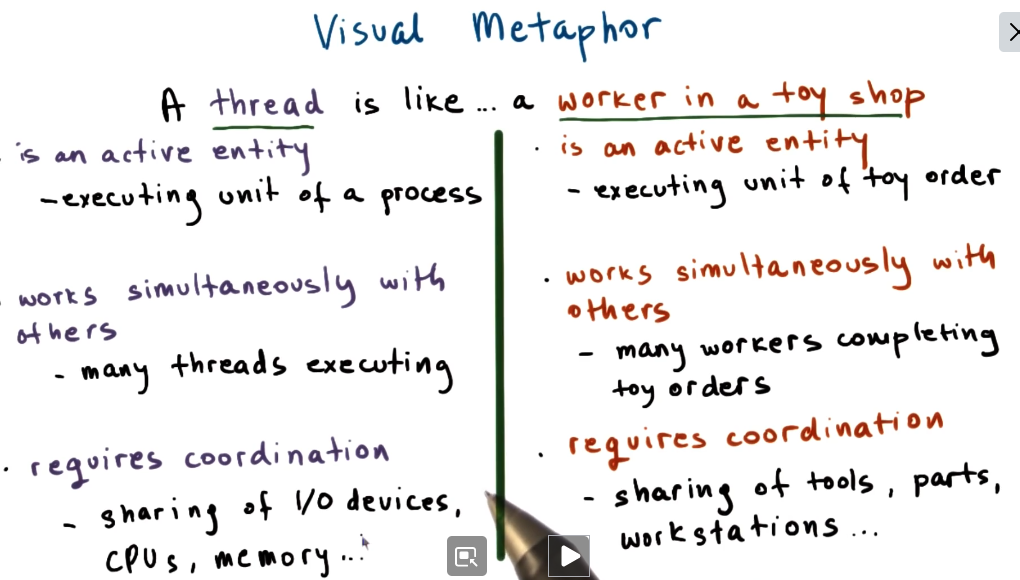 Visual Metaphor
A thread is like... a worker in a toy shop
· is an active entity
- executing unit of a process
· works simultaneously with
others
- many threads executing
· requires coordination
- sharing of I/O devices,
CPUs, memory...
· is an active entity
- executing unit of toy order
· works simultaneously with
others
- many workers completing
toy orders
· requires coordination
- sharing of tools, parts,
workstations...